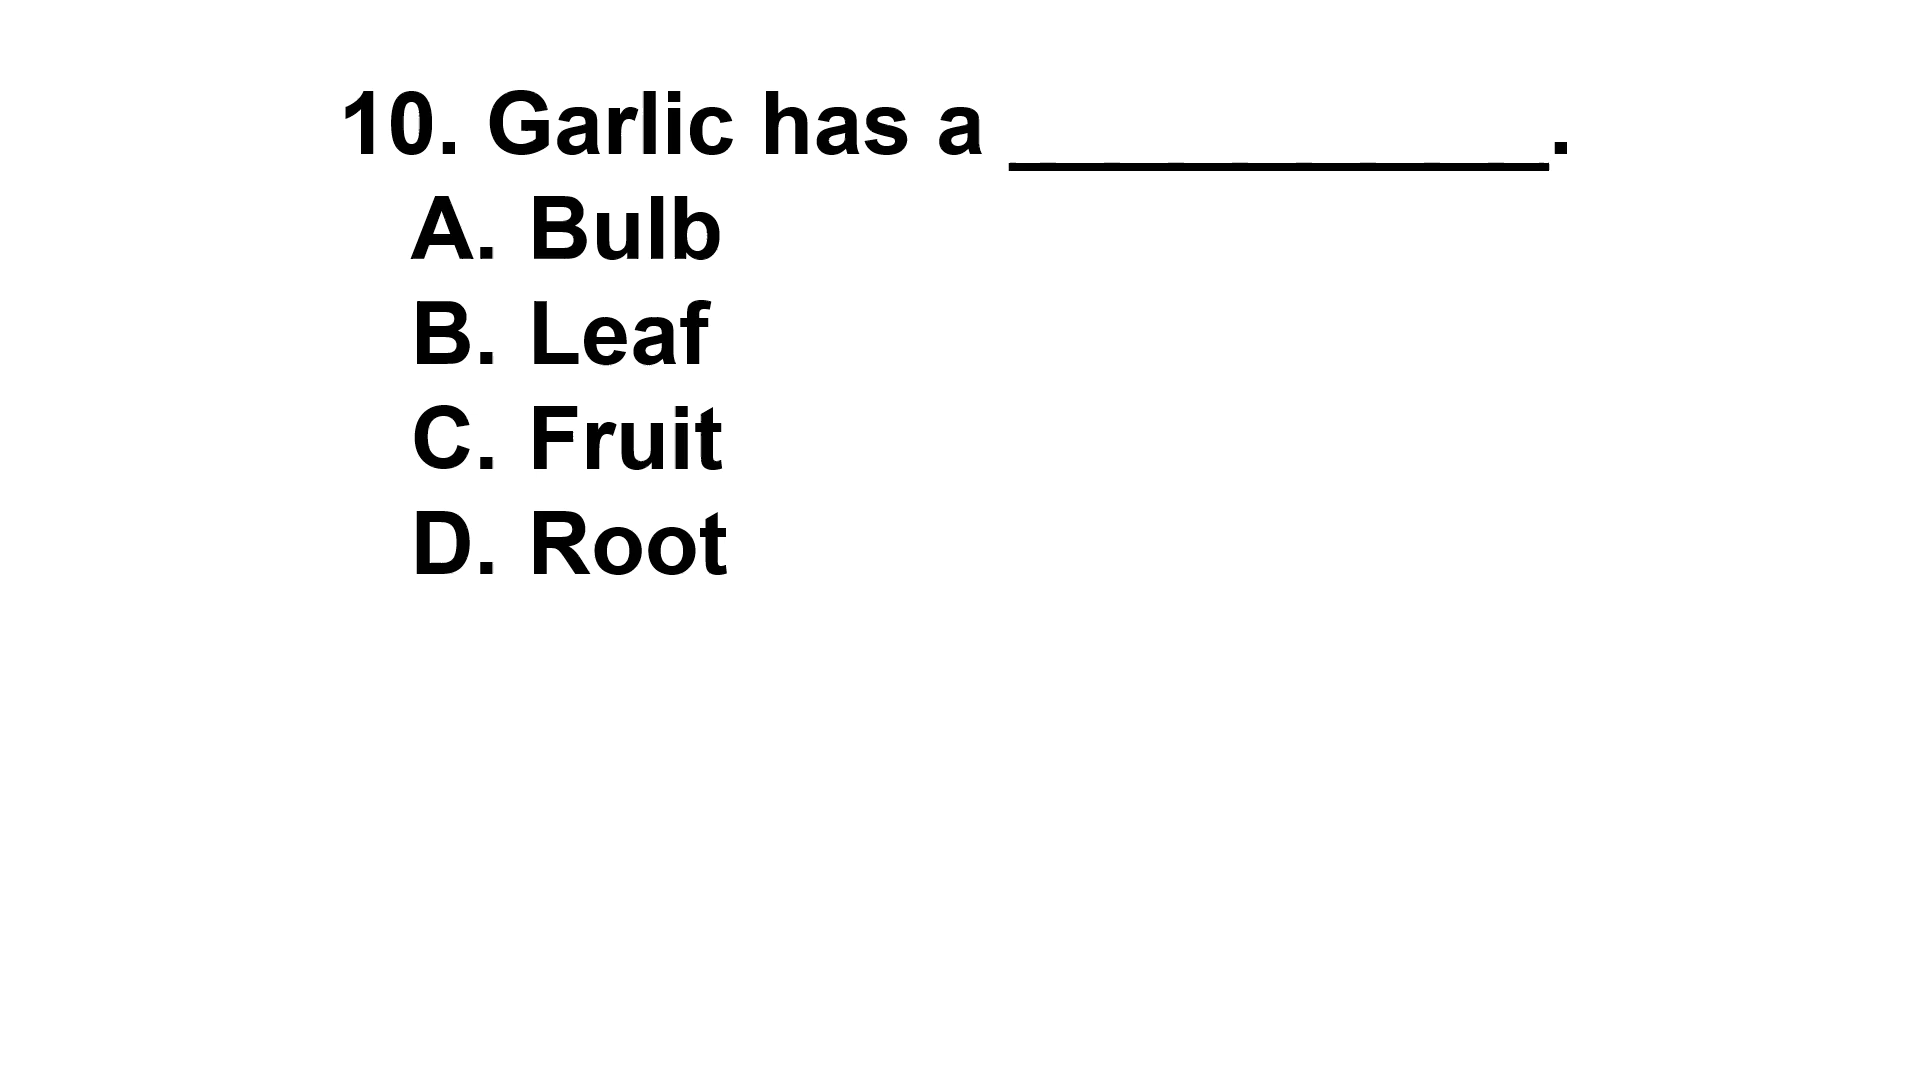 10. Garlic has a ____________.
A. Bulb
B. Leaf
C. Fruit
D. Root